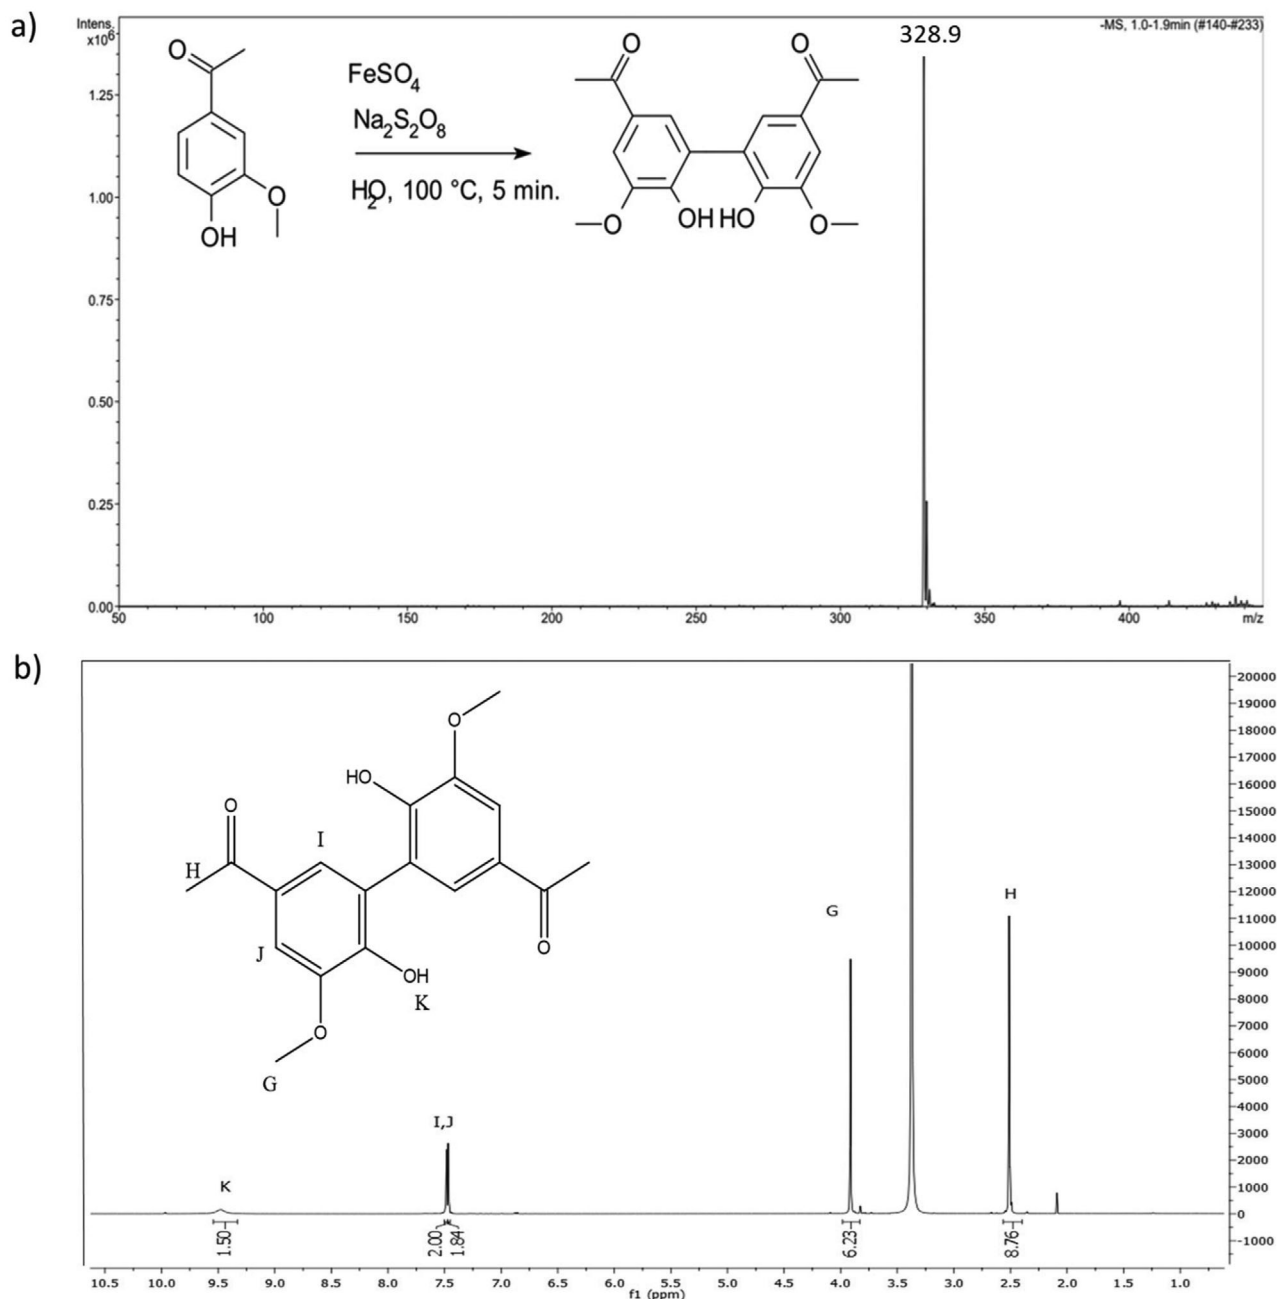 a)
Intens.
x10⁶
-MS, 1.0-1.9min (#140-#233)
328.9
1.25
1.00
0.75
0.50
0.25
0.00
50
100
150
200
250
300
350
400
m/z
O
O
OH
FeSO₄
Na₂S₂O₈
H₂O, 100 °C, 5 min.
O
O
O
OH HO
O
b)
O
HO
O
I
H
J
OH
K
O
G
O
K
I,J
G
H
1.50
2.00
1.84
6.23
8.76
10.5
10.0
9.5
9.0
8.5
8.0
7.5
7.0
6.5
6.0
5.5
5.0
4.5
4.0
3.5
3.0
2.5
2.0
1.5
1.0
f1 (ppm)
20000
19000
18000
17000
16000
15000
14000
13000
12000
11000
10000
9000
8000
7000
6000
5000
4000
3000
2000
1000
0
-1000